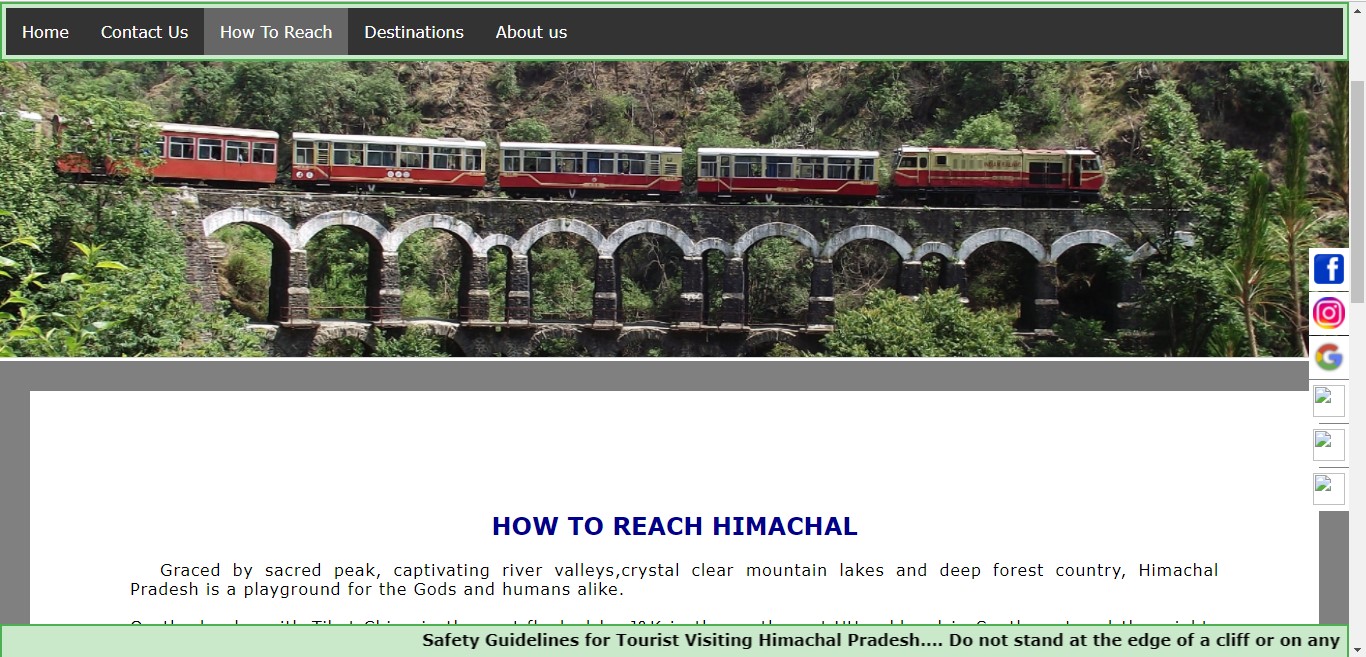 Home Contact Us How To Reach Destinations About us
HOW TO REACH HIMACHAL
Graced by sacred peak, captivating river valleys,crystal clear mountain lakes and deep forest country, Himachal
Pradesh is a playground for the Gods and humans alike.
Safety Guidelines for Tourist Visiting Himachal Pradesh.... Do not stand at the edge of a cliff or on any